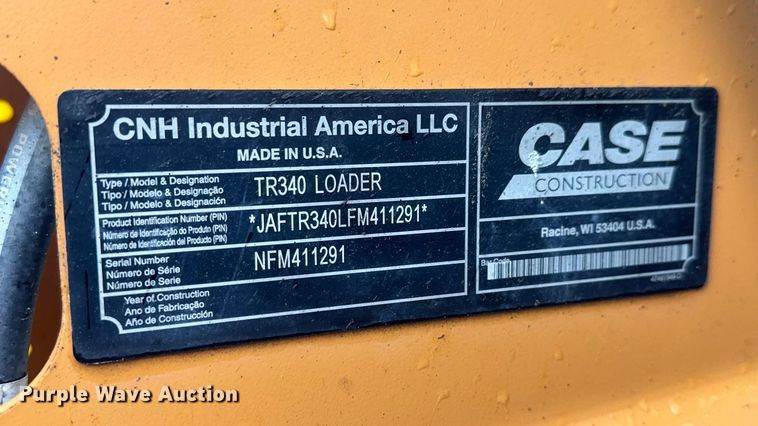 CNH Industrial America LLC
MADE IN U.S.A.
Type / Model & Designation
Tipo / Modelo & Designação
Tipo / Modelo & Designación
TR340 LOADER
Product Identification Number (PIN)
Número de Identificação do Produto (PIN)
Número de Identificación del Producto (PIN)
*JAFTR340LFM411291*
Serial Number
Número de Série
Número de Serie
NFM411291
Year of Construction
Ano de Fabricação
Año de Construcción
CASE
CONSTRUCTION
Racine, WI 53404 U.S.A.
Bar Code
Purple Wave Auction